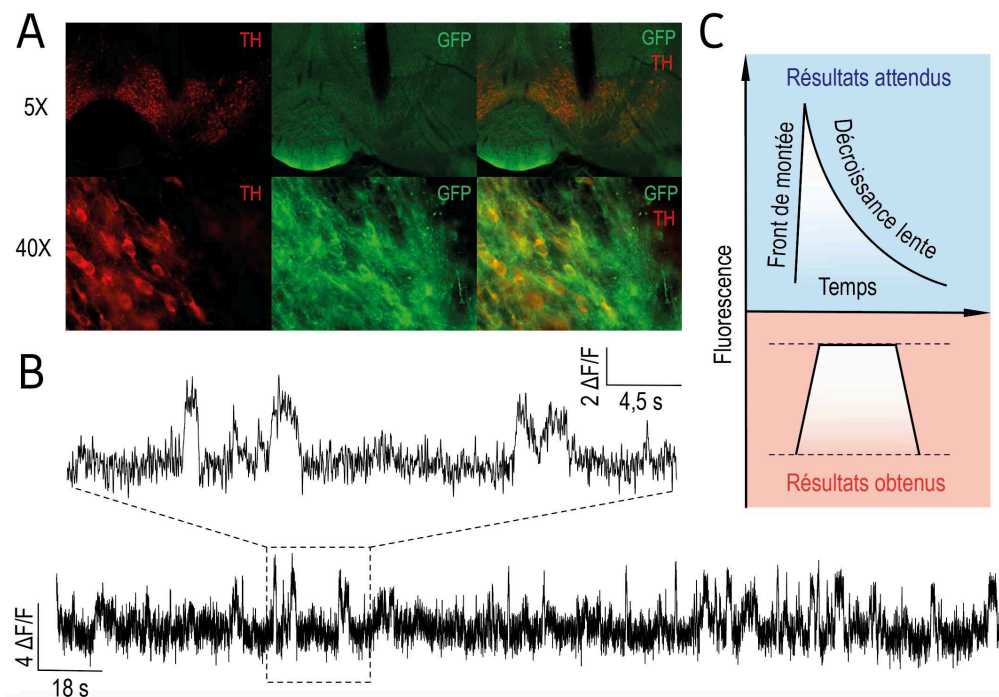 A
TH
GFP
GFP
TH
5X
TH
GFP
GFP
TH
40X
B
2 ΔF/F
4,5 s
4 ΔF/F
18 s
C
Résultats attendus
Front de montée
Décroissance lente
Temps
Fluorescence
Résultats obtenus